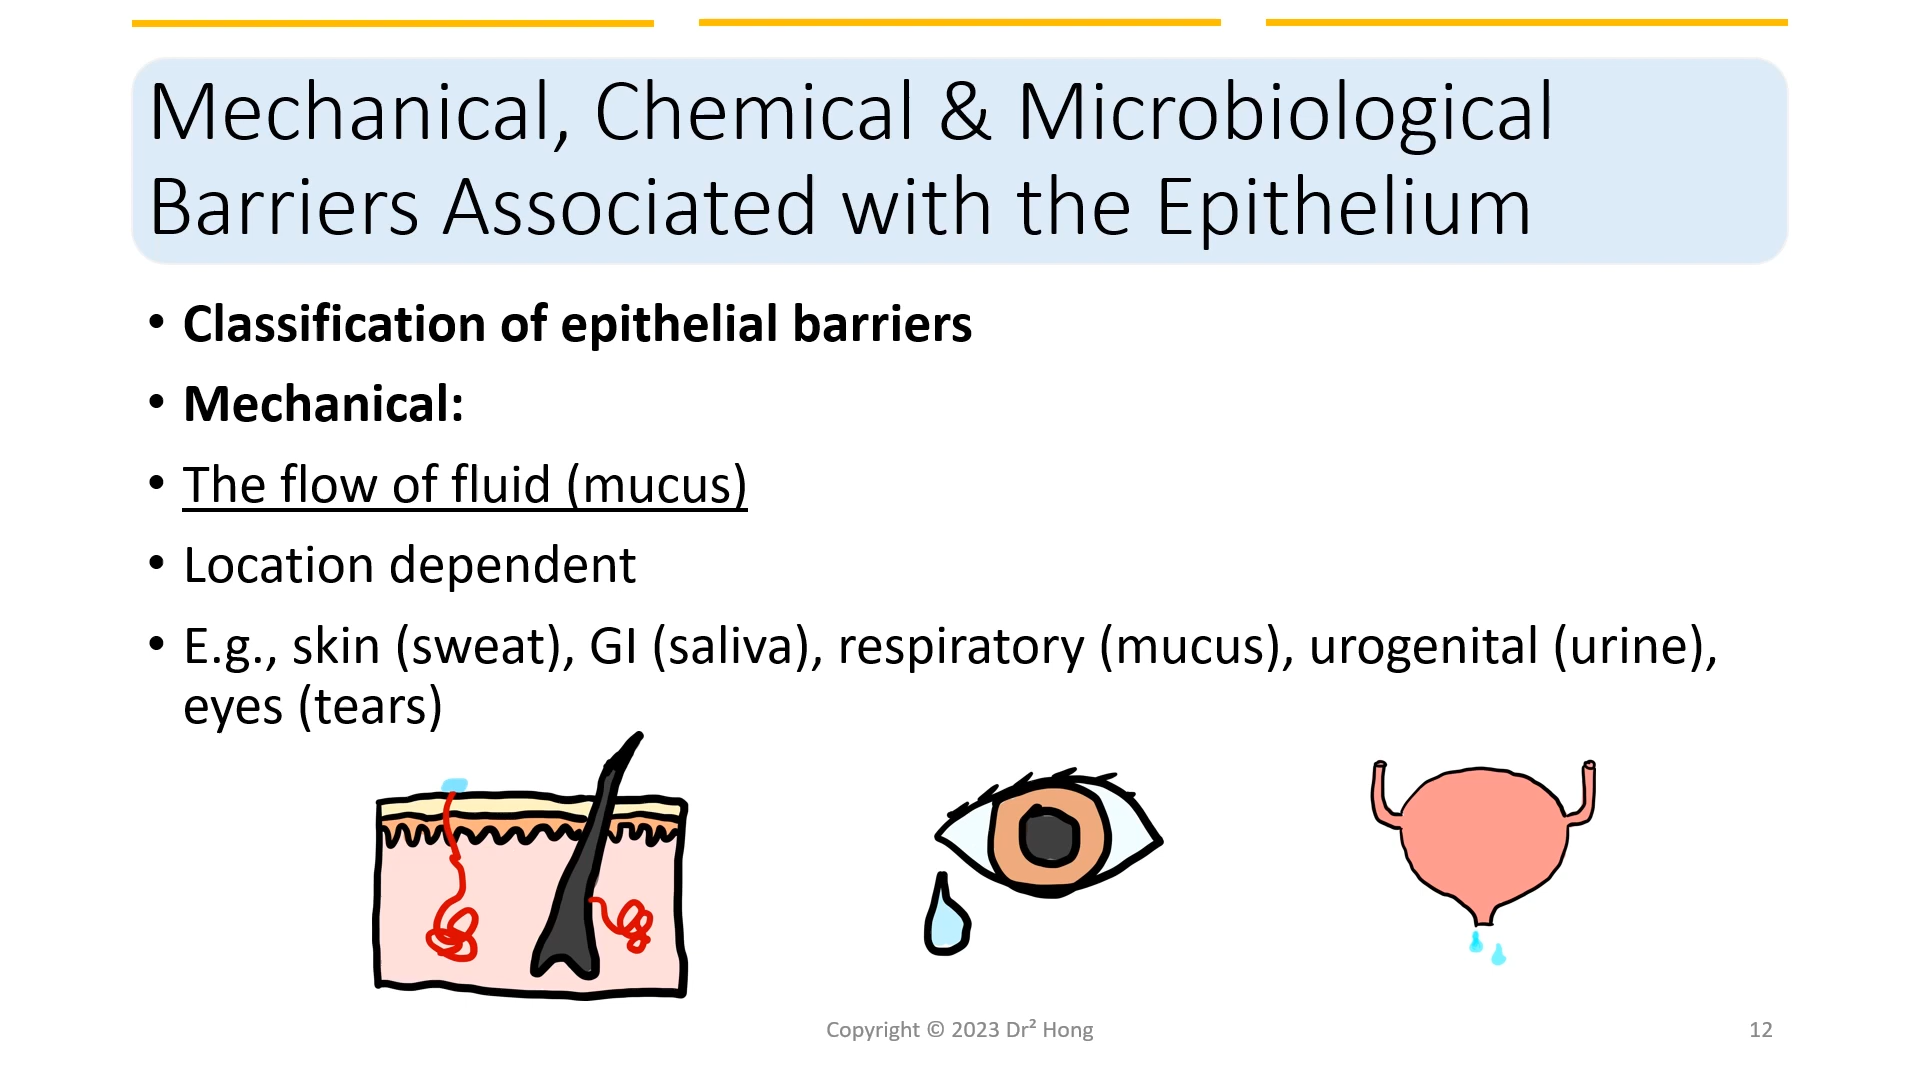 Mechanical, Chemical & Microbiological
Barriers Associated with the Epithelium
• Classification of epithelial barriers
• Mechanical:
• The flow of fluid (mucus)
• Location dependent
• E.g., skin (sweat), GI (saliva), respiratory (mucus), urogenital (urine),
eyes (tears)
Copyright © 2023 Dr² Hong
12